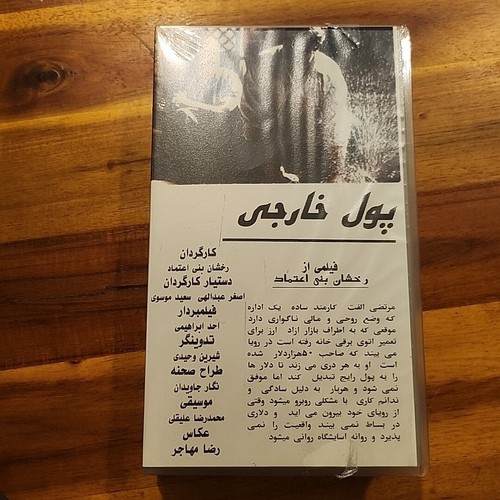 پول خارجی
فیلمی از
رخشان بنی اعتماد
کارگردان
رخشان بنی اعتماد
دستیار کارگردان
اصغر عبدالهی سعید موسوی
فیلمبردار
احد ابراهیمی
تدوینگر
شیرین وحیدی
طراح صحنه
نگار جاویدان
موسیقی
محمدرضا علیقلی
عکاس
رضا مهاجر
مرتضی الفت کارمند ساده یک اداره
که وضع روحی و مالی ناگواری دارد
موقعی که به اطراف بازار آزاد ارز برای
تعمیر اتوی برقی خانه رفته است در رویا
می بیند که صاحب ۵۰هزاردلار شده
است او به هر دری می زند تا دلار ها
را به پول رایج تبدیل کند اما موفق
نمی شود و هربار به دلیل سادگی و
ندانم کاری با مشکلی روبرو میشود وقتی
از رویای خود بیرون می اید و دلاری
در بساط نمی بیند واقعیت را نمی
پذیرد و روانه اسایشگاه روانی میشود